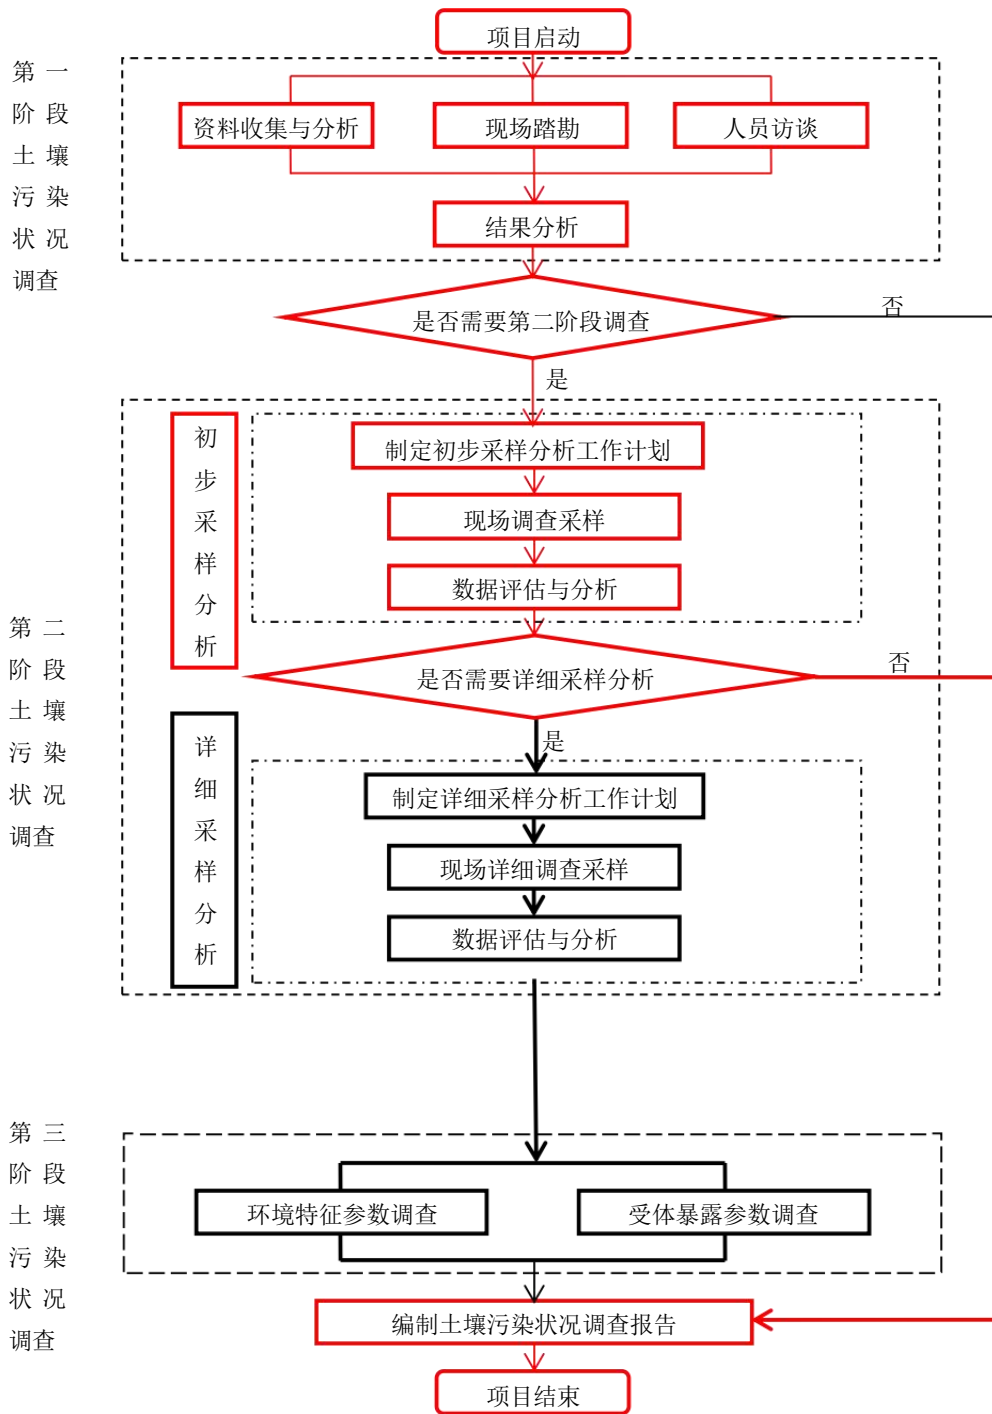 项目启动
第一
阶段
土壤
污染
状况
调查
资料收集与分析
现场踏勘
人员访谈
结果分析
是否需要第二阶段调查
否
是
第二
阶段
土壤
污染
状况
调查
初
步
采
样
分
析
制定初步采样分析工作计划
现场调查采样
数据评估与分析
是否需要详细采样分析
否
是
详
细
采
样
分
析
制定详细采样分析工作计划
现场详细调查采样
数据评估与分析
第三
阶段
土壤
污染
状况
调查
环境特征参数调查
受体暴露参数调查
编制土壤污染状况调查报告
项目结束